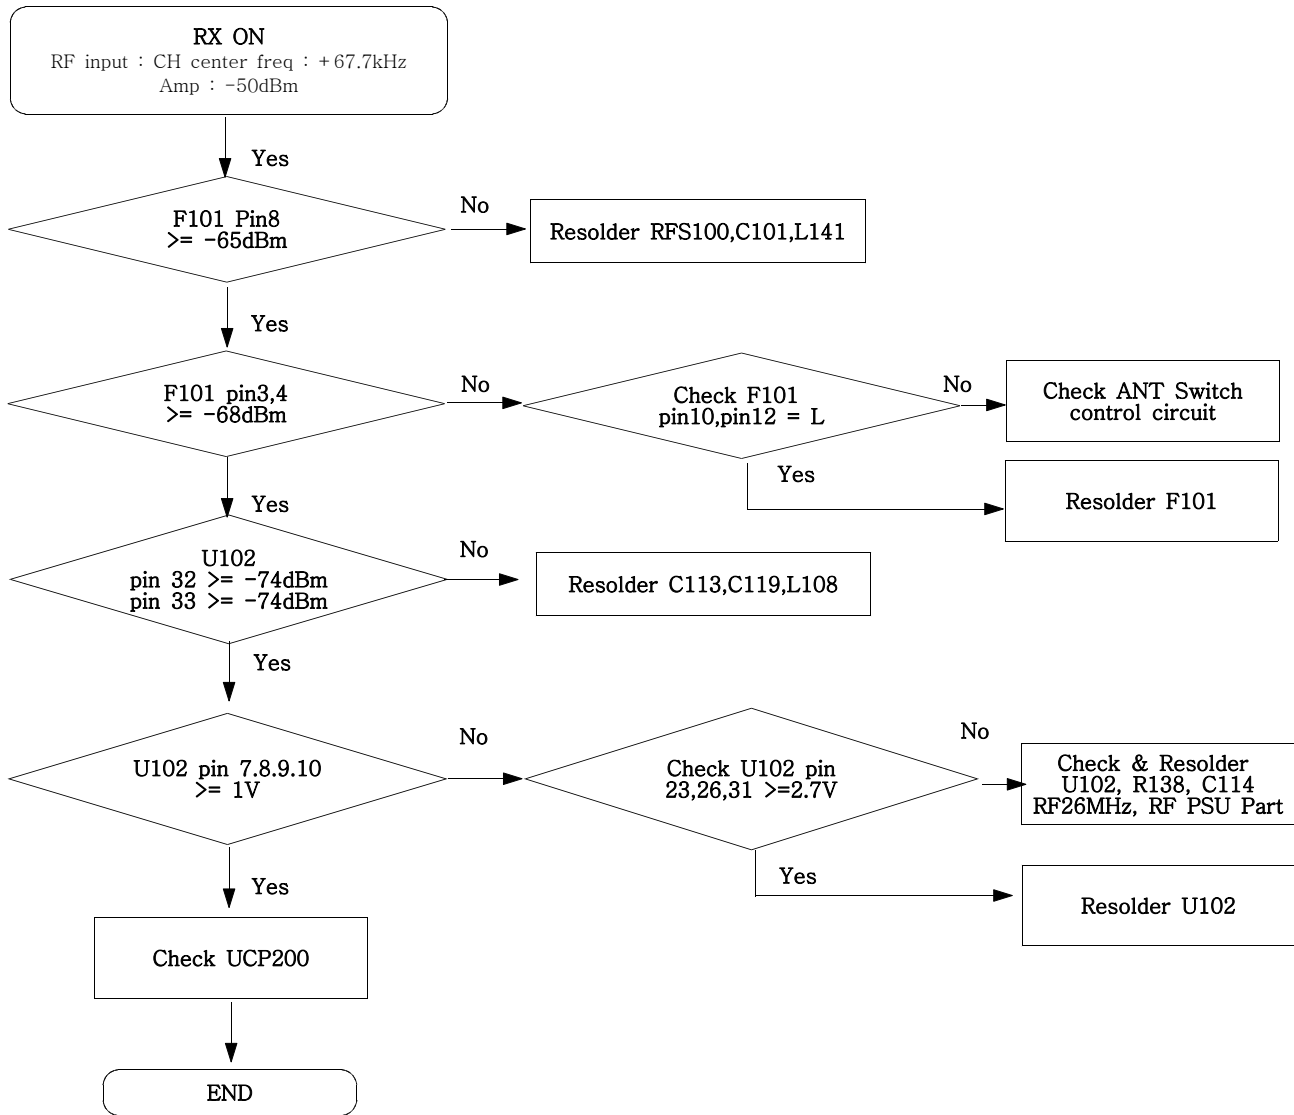 RX ON
RF input : CH center freq : +67.7kHz
Amp : -50dBm
Yes
F101 Pin8
>= -65dBm
No
Resolder RFS100,C101,L141
Yes
F101 pin3,4
>= -68dBm
No
Check F101
pin10,pin12 = L
No
Check ANT Switch
control circuit
Yes
Resolder F101
Yes
U102
pin 32 >= -74dBm
pin 33 >= -74dBm
No
Resolder C113,C119,L108
Yes
U102 pin 7.8.9.10
>= 1V
No
Check U102 pin
23,26,31 >=2.7V
No
Check & Resolder
U102, R138, C114
RF26MHz, RF PSU Part
Yes
Resolder U102
Yes
Check UCP200
END